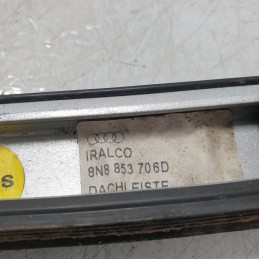 IRALCO
8N8 853 706D
DACHLEISTE
S